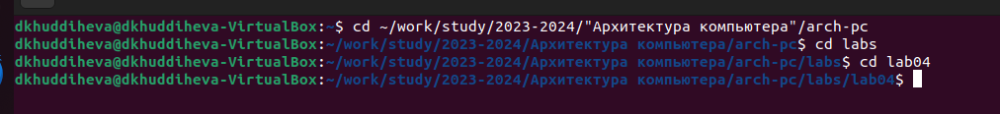 dkhuddiheva@dkhuddiheva-VirtualBox:~$ cd ~/work/study/2023-2024/"Архитектура компьютера"/arch-pc
dkhuddiheva@dkhuddiheva-VirtualBox:~/work/study/2023-2024/Архитектура компьютера/arch-pc$ cd labs
dkhuddiheva@dkhuddiheva-VirtualBox:~/work/study/2023-2024/Архитектура компьютера/arch-pc/labs$ cd lab04
dkhuddiheva@dkhuddiheva-VirtualBox:~/work/study/2023-2024/Архитектура компьютера/arch-pc/labs/lab04$